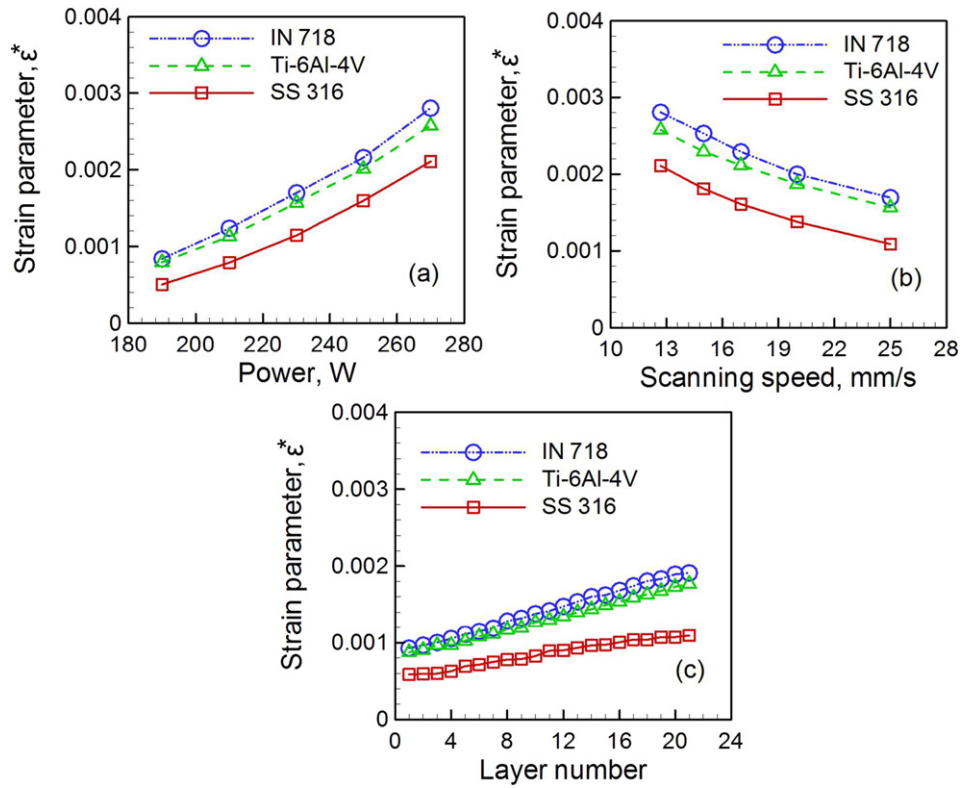 0.004
0.003
0.002
0.001
0
Strain parameter, ε*
IN 718
Ti-6Al-4V
SS 316
(a)
180 200 220 240 260 280
Power, W
0.004
0.003
0.002
0.001
0
Strain parameter, ε*
IN 718
Ti-6Al-4V
SS 316
(b)
10 13 16 19 22 25 28
Scanning speed, mm/s
0.004
0.003
0.002
0.001
0
Strain parameter, ε*
IN 718
Ti-6Al-4V
SS 316
(c)
0 4 8 12 16 20 24
Layer number